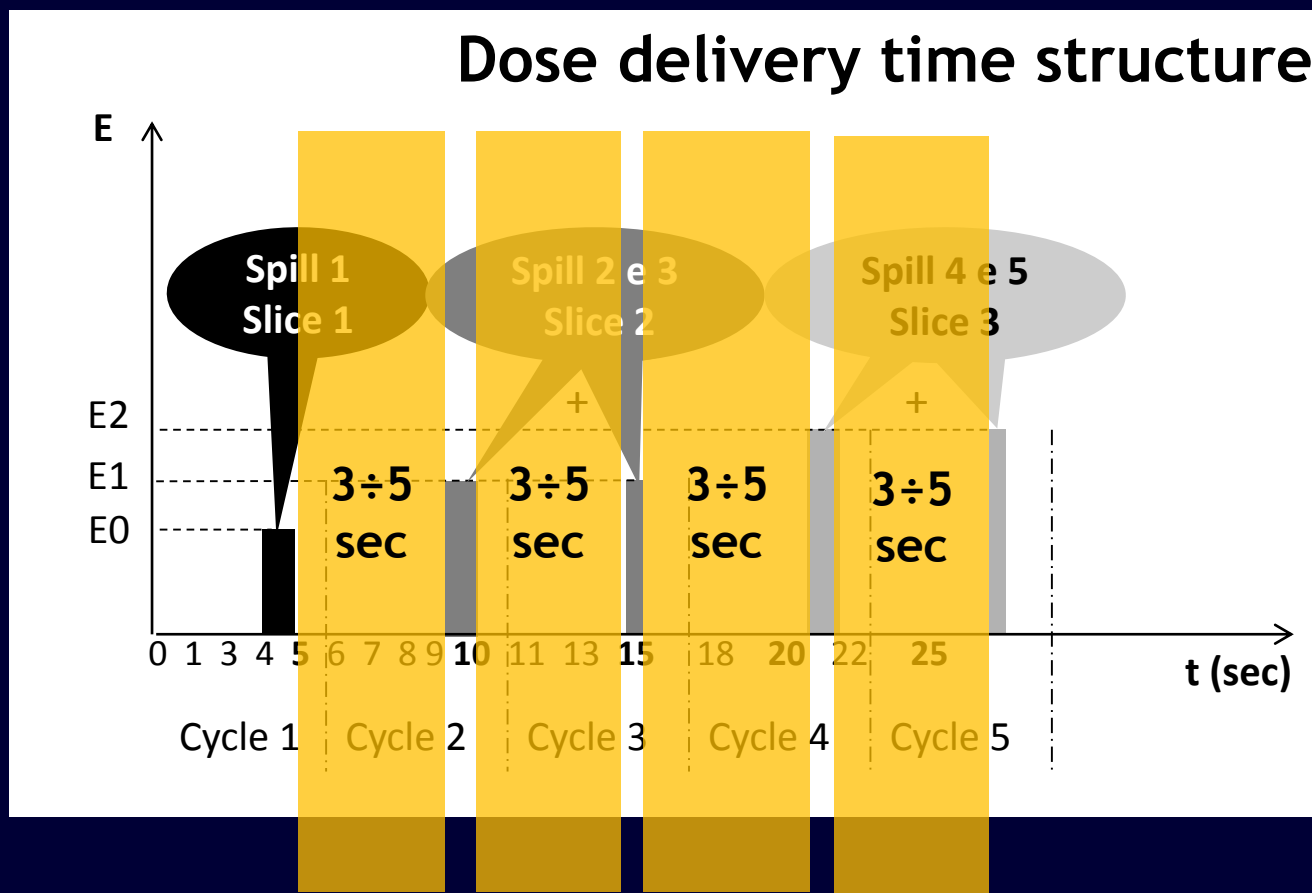 Dose delivery time structure
E
Spill 1
Slice 1
Spill 2 e 3
Slice 2
Spill 4 e 5
Slice 3
+
+
E2
E1
E0
3÷5
sec
3÷5
sec
3÷5
sec
3÷5
sec
0 1 3 4 5 6 7 8 9 10 11 13 15 18 20 22 25
t (sec)
Cycle 1 Cycle 2 Cycle 3 Cycle 4 Cycle 5